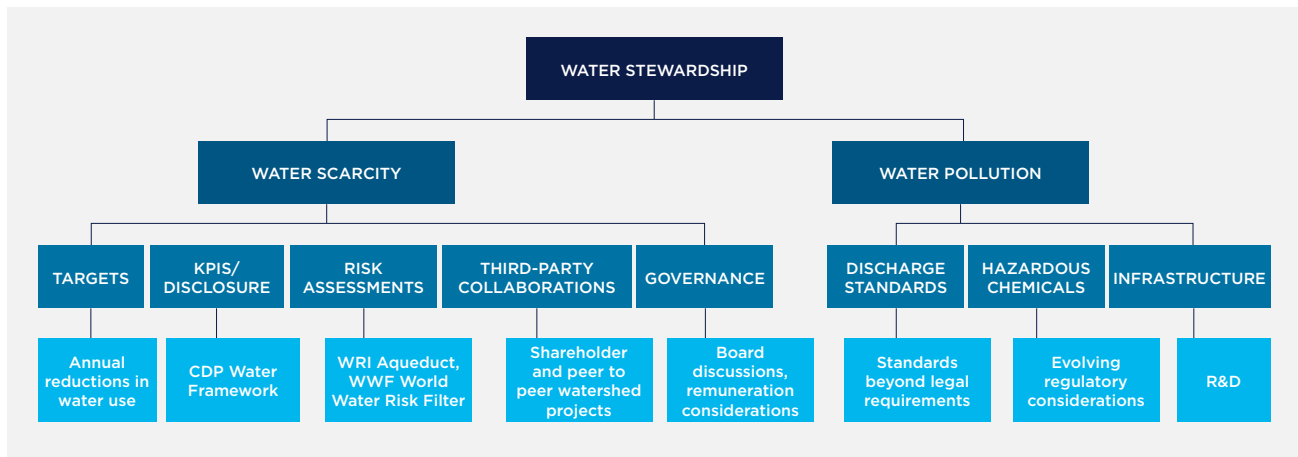 WATER STEWARDSHIP
WATER SCARCITY
WATER POLLUTION
TARGETS
KPIS/
DISCLOSURE
RISK
ASSESSMENTS
THIRD-PARTY
COLLABORATIONS
GOVERNANCE
DISCHARGE
STANDARDS
HAZARDOUS
CHEMICALS
INFRASTRUCTURE
Annual
reductions in
water use
CDP Water
Framework
WRI Aqueduct,
WWF World
Water Risk Filter
Shareholder
and peer to
peer watershed
projects
Board
discussions,
remuneration
considerations
Standards
beyond legal
requirements
Evolving
regulatory
considerations
R&D